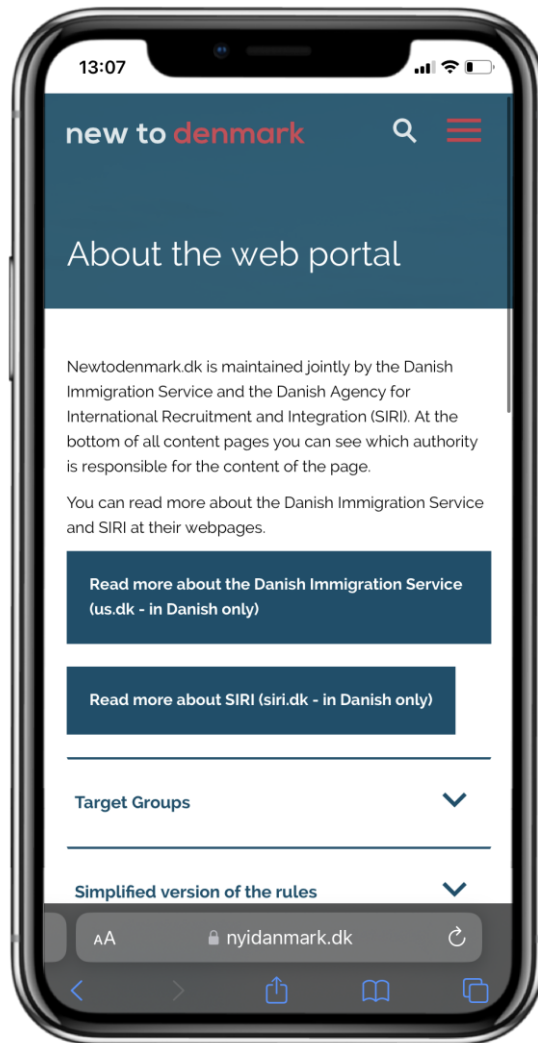 13:07
new to denmark
About the web portal
Newtodenmark.dk is maintained jointly by the Danish
Immigration Service and the Danish Agency for
International Recruitment and Integration (SIRI). At the
bottom of all content pages you can see which authority
is responsible for the content of the page.
You can read more about the Danish Immigration Service
and SIRI at their webpages.
Read more about the Danish Immigration Service
(us.dk - in Danish only)
Read more about SIRI (siri.dk - in Danish only)
Target Groups
Simplified version of the rules
AA nyidanmark.dk